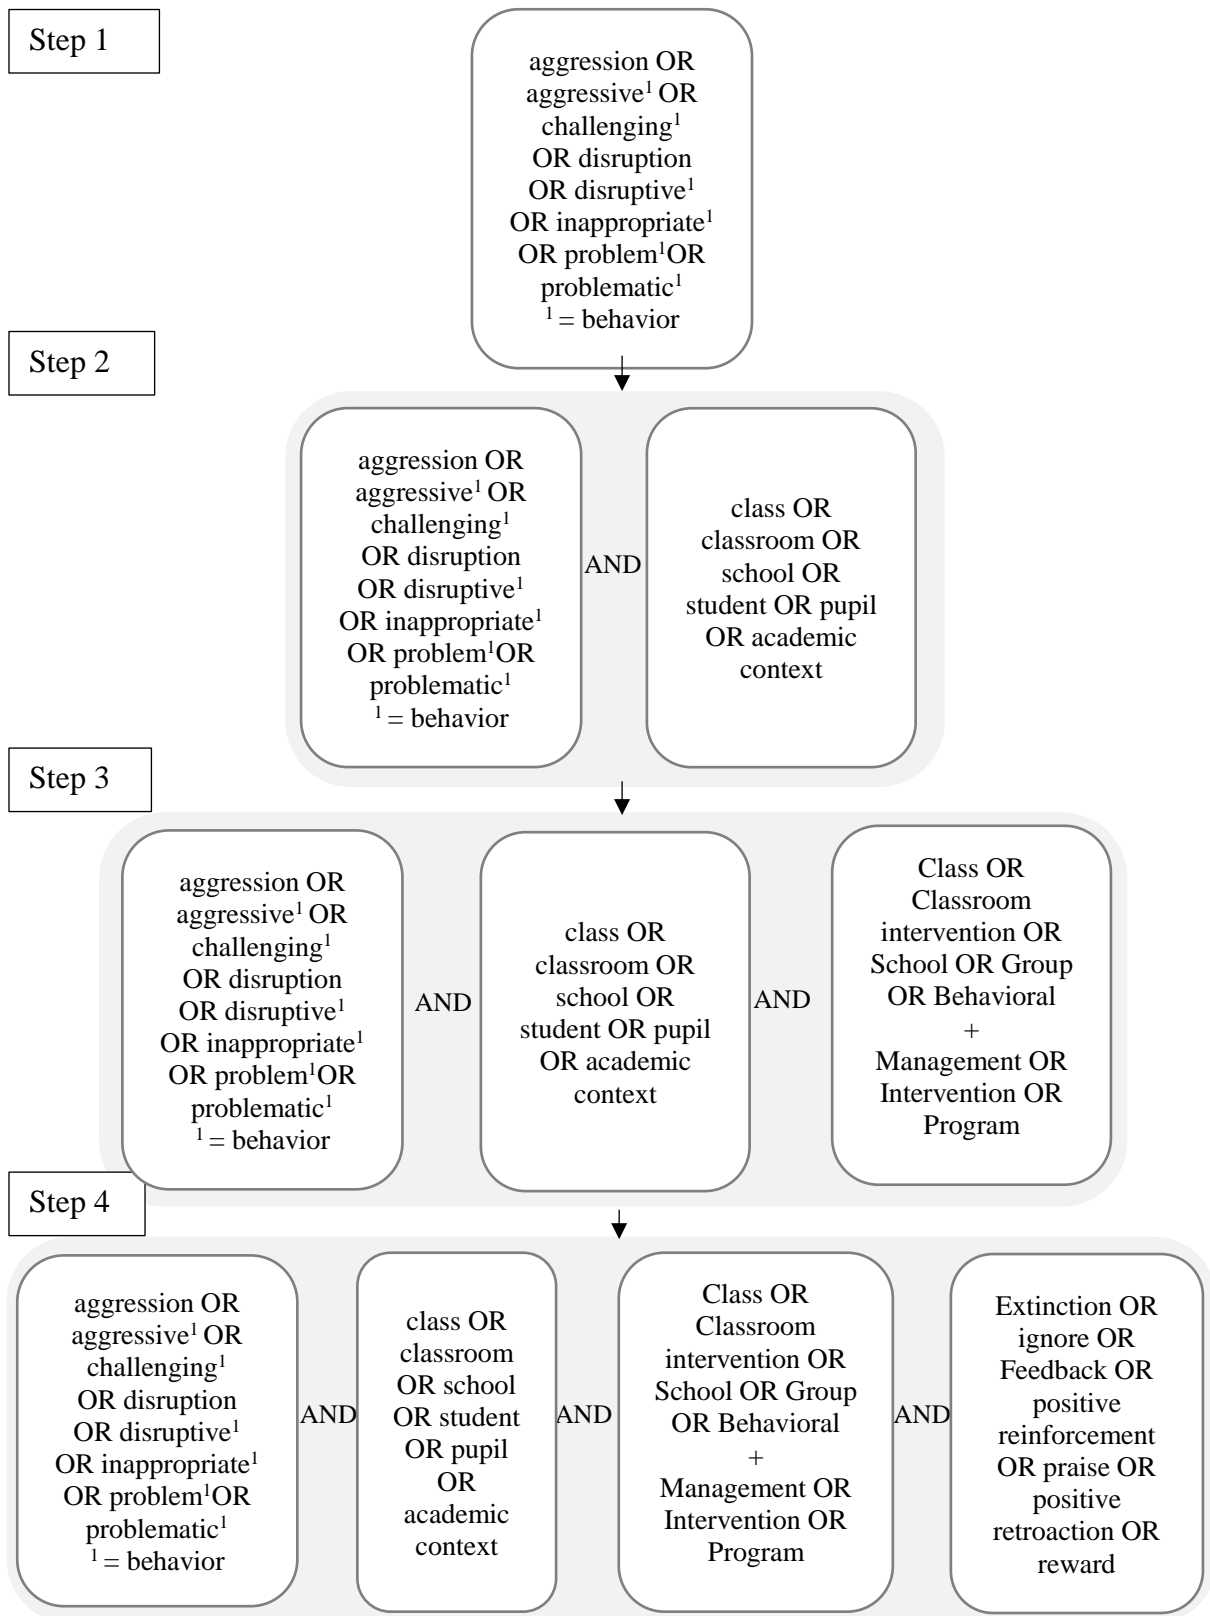 Step 1
aggression OR
aggressive¹ OR
challenging¹
OR disruption
OR disruptive¹
OR inappropriate¹
OR problem¹OR
problematic¹
¹ = behavior
Step 2
aggression OR
aggressive¹ OR
challenging¹
OR disruption
OR disruptive¹
OR inappropriate¹
OR problem¹OR
problematic¹
¹ = behavior
AND
class OR
classroom OR
school OR
student OR pupil
OR academic
context
Step 3
aggression OR
aggressive¹ OR
challenging¹
OR disruption
OR disruptive¹
OR inappropriate¹
OR problem¹OR
problematic¹
¹ = behavior
AND
class OR
classroom OR
school OR
student OR pupil
OR academic
context
AND
Class OR
Classroom
intervention OR
School OR Group
OR Behavioral
+
Management OR
Intervention OR
Program
Step 4
aggression OR
aggressive¹ OR
challenging¹
OR disruption
OR disruptive¹
OR inappropriate¹
OR problem¹OR
problematic¹
¹ = behavior
AND
class OR
classroom
OR school
OR student
OR pupil
OR
academic
context
AND
Class OR
Classroom
intervention OR
School OR Group
OR Behavioral
+
Management OR
Intervention OR
Program
AND
Extinction OR
ignore OR
Feedback OR
positive
reinforcement
OR praise OR
positive
retroaction OR
reward